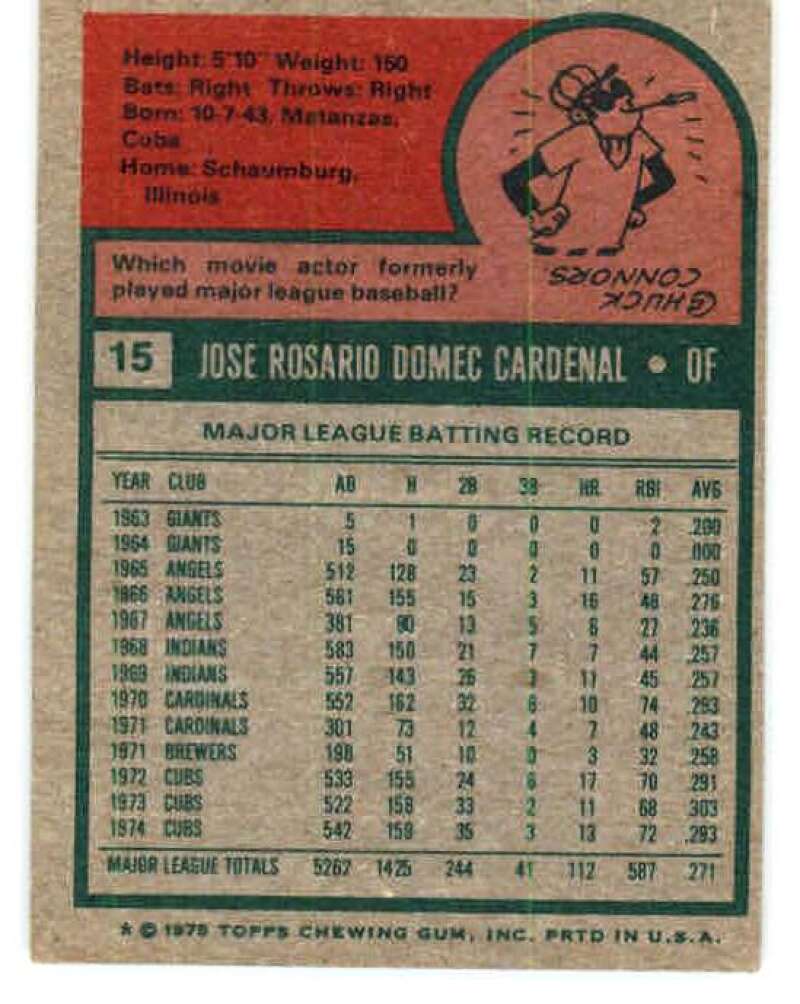 Height: 5'10" Weight: 150
Bats: Right Throws: Right
Born: 10-7-43, Matanzas,
Cuba
Home: Schaumburg,
Illinois
Which movie actor formerly
played major league baseball?
CHUCK
CONNORS
15 JOSE ROSARIO DOMEC CARDENAL • OF
MAJOR LEAGUE BATTING RECORD
YEAR CLUB AB H 2B 3B HR RBI AVG
1963 GIANTS 5 1 0 0 0 2 .200
1964 GIANTS 15 0 0 0 0 0 .000
1965 ANGELS 512 128 23 2 11 57 .250
1966 ANGELS 561 155 15 3 16 48 .276
1967 ANGELS 381 90 13 5 6 27 .236
1968 INDIANS 583 150 21 7 7 44 .257
1969 INDIANS 557 143 26 3 11 45 .257
1970 CARDINALS 552 162 32 6 10 74 .293
1971 CARDINALS 301 73 12 4 7 48 .243
1971 BREWERS 198 51 10 0 3 32 .258
1972 CUBS 533 155 24 6 17 70 .291
1973 CUBS 522 158 33 2 11 68 .303
1974 CUBS 542 159 35 3 13 72 .293
MAJOR LEAGUE TOTALS 5262 1425 244 41 112 587 .271
* © 1975 TOPPS CHEWING GUM, INC. PRTD IN U.S.A.